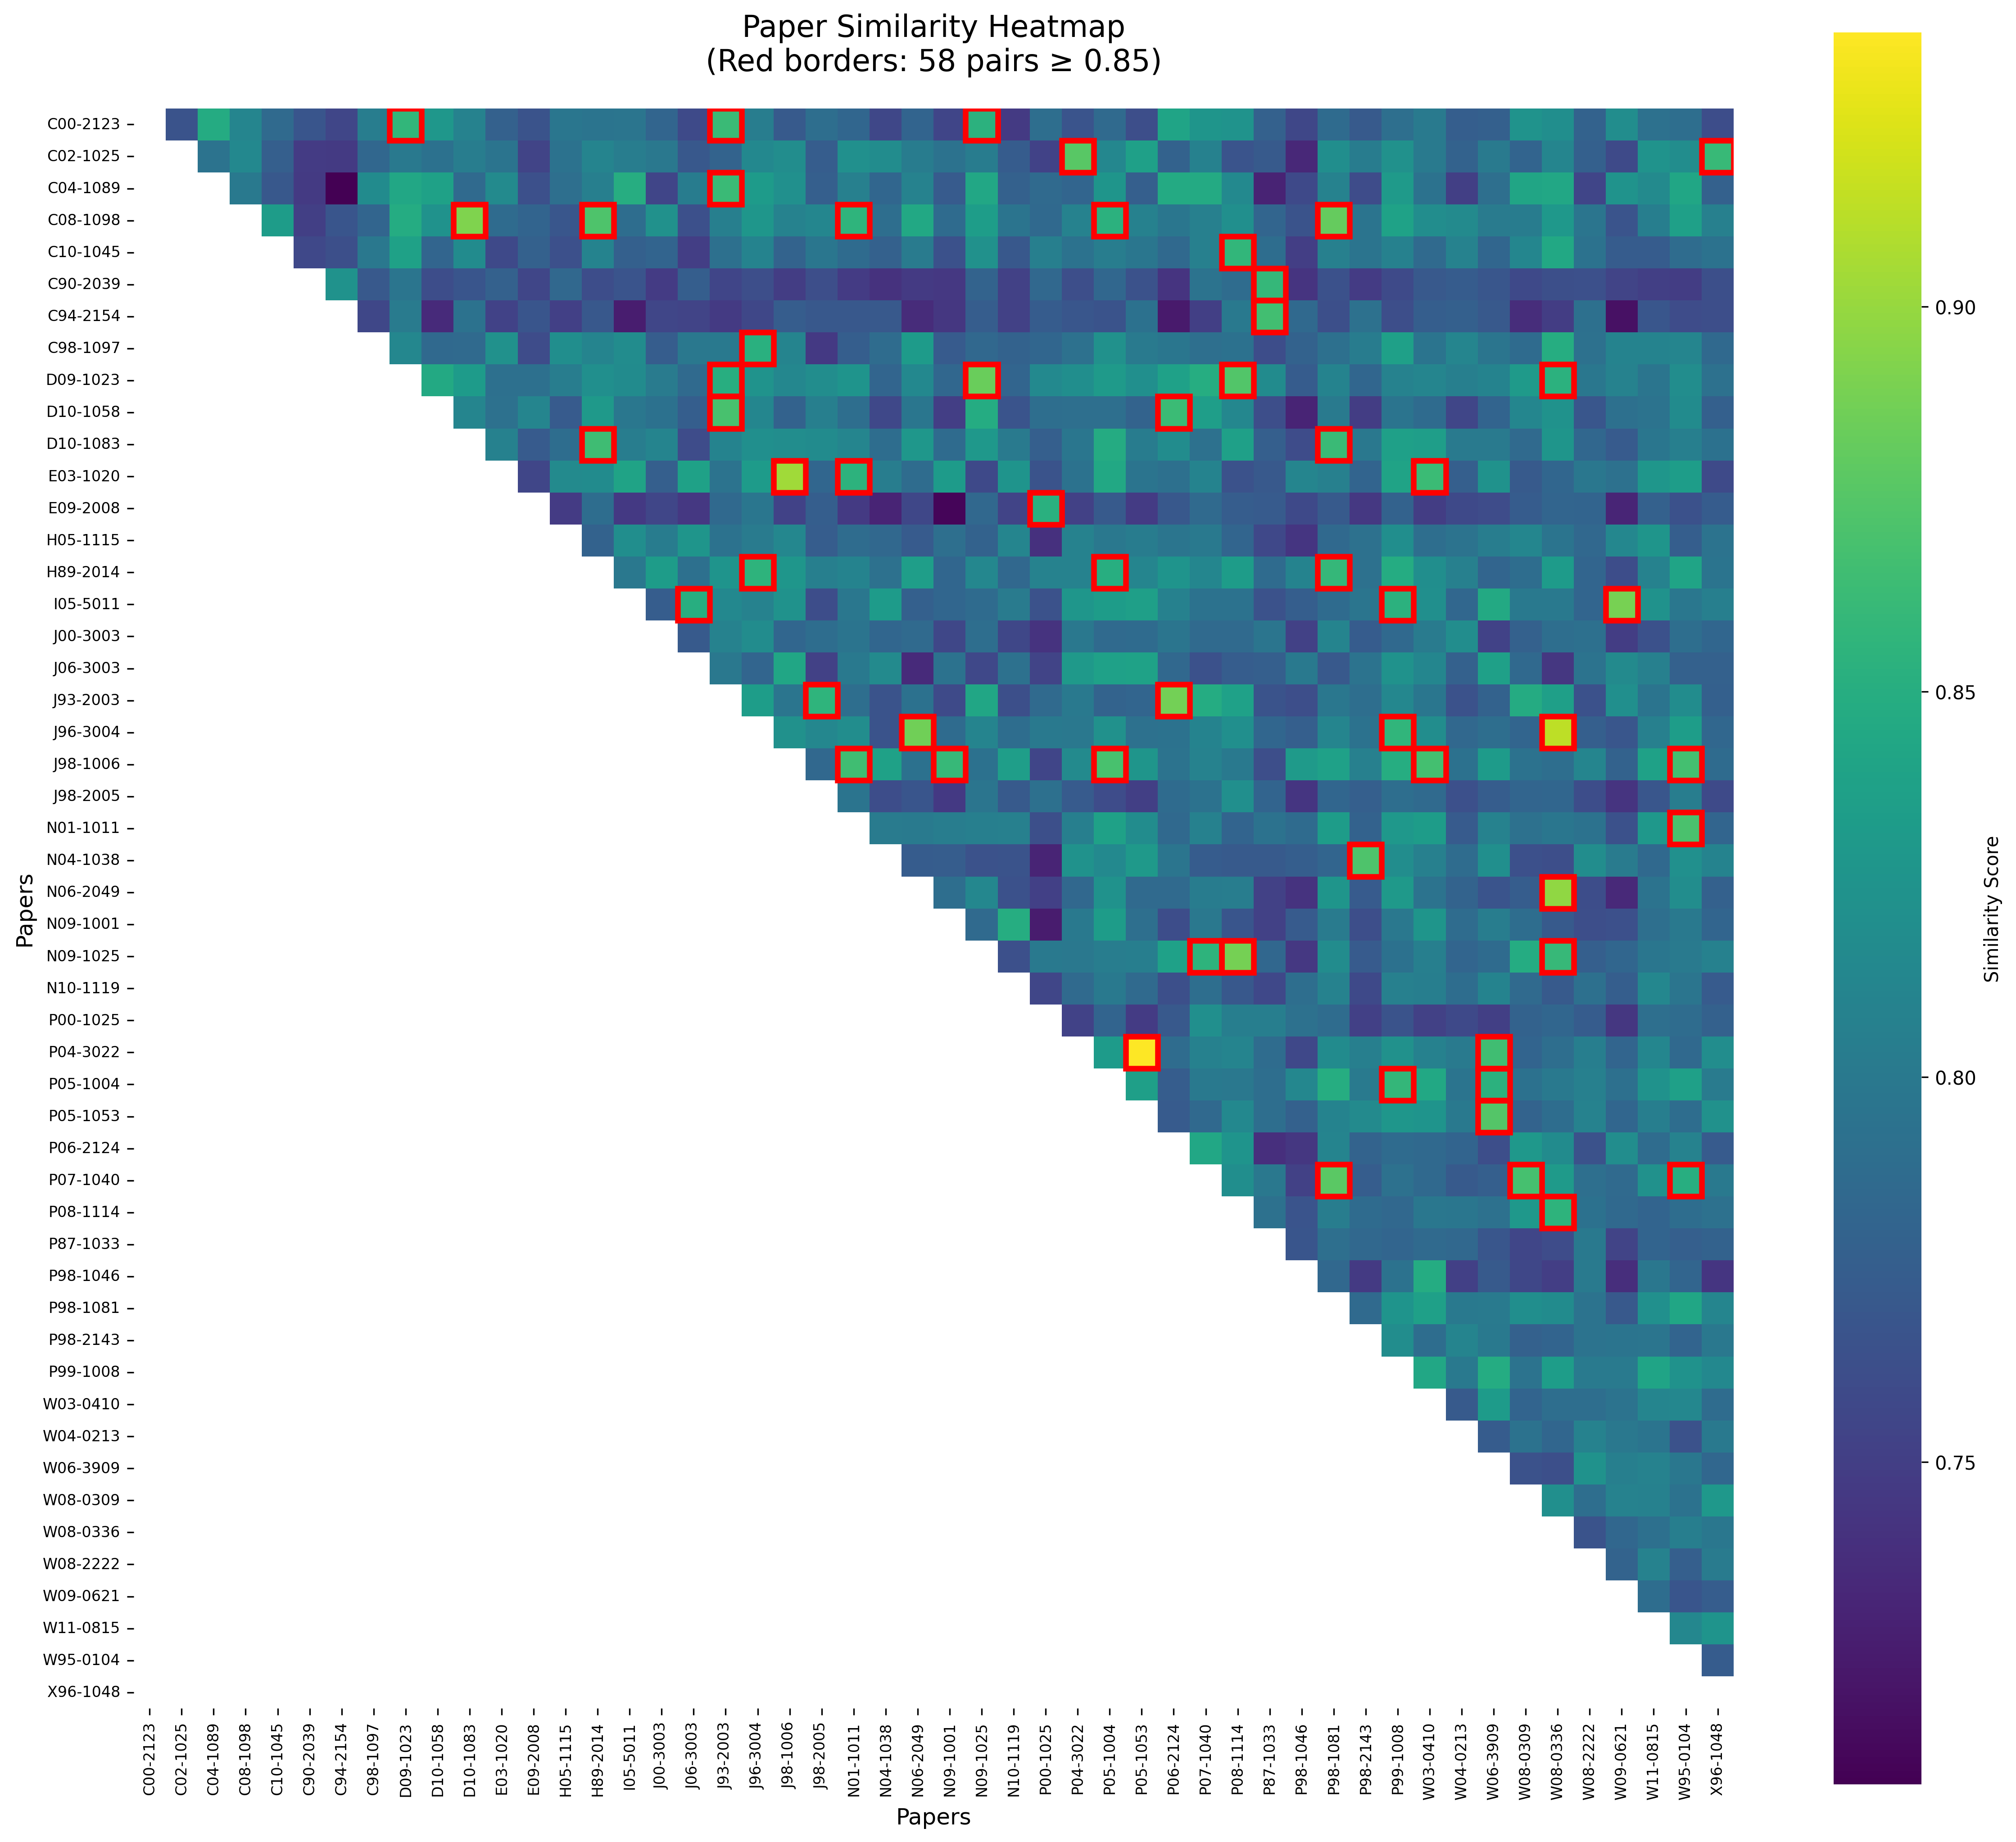 Paper Similarity Heatmap
(Red borders: 58 pairs ≥ 0.85)
C00-2123
C02-1025
C04-1089
C08-1098
C10-1045
C90-2039
C94-2154
C98-1097
D09-1023
D10-1058
D10-1083
E03-1020
E09-2008
H05-1115
H89-2014
I05-5011
J00-3003
J06-3003
J93-2003
J96-3004
J98-1006
J98-2005
N01-1011
N04-1038
N06-2049
N09-1001
N09-1025
N10-1119
P00-1025
P04-3022
P05-1004
P05-1053
P06-2124
P07-1040
P08-1114
P87-1033
P98-1046
P98-1081
P98-2143
P99-1008
W03-0410
W04-0213
W06-3909
W08-0309
W08-0336
W08-2222
W09-0621
W11-0815
W95-0104
X96-1048
Papers
C00-2123
C02-1025
C04-1089
C08-1098
C10-1045
C90-2039
C94-2154
C98-1097
D09-1023
D10-1058
D10-1083
E03-1020
E09-2008
H05-1115
H89-2014
I05-5011
J00-3003
J06-3003
J93-2003
J96-3004
J98-1006
J98-2005
N01-1011
N04-1038
N06-2049
N09-1001
N09-1025
N10-1119
P00-1025
P04-3022
P05-1004
P05-1053
P06-2124
P07-1040
P08-1114
P87-1033
P98-1046
P98-1081
P98-2143
P99-1008
W03-0410
W04-0213
W06-3909
W08-0309
W08-0336
W08-2222
W09-0621
W11-0815
W95-0104
X96-1048
Papers
0.90
0.85
0.80
0.75
Similarity Score